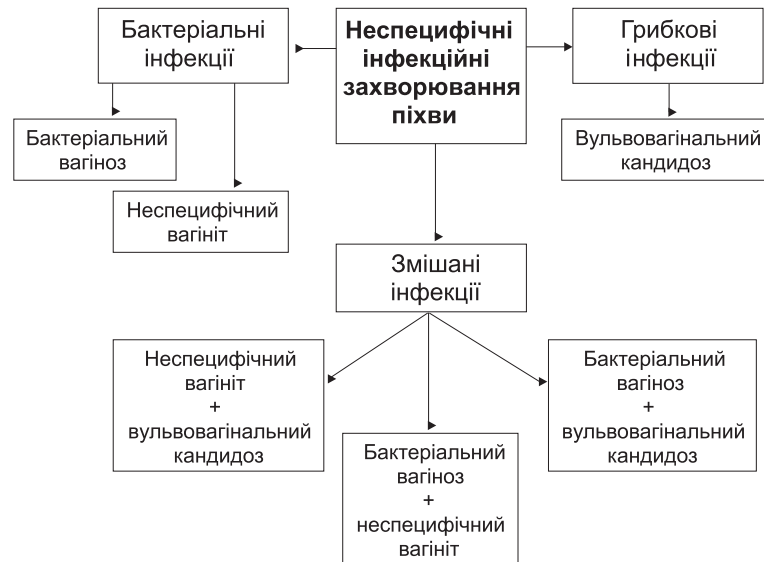 Бактеріальні
інфекції
Неспецифічні
інфекційні
захворювання
піхви
Грибкові
інфекції
Бактеріальний
вагіноз
Неспецифічний
вагініт
Вульвовагінальний
кандидоз
Змішані
інфекції
Неспецифічний
вагініт
+
вульвовагінальний
кандидоз
Бактеріальний
вагіноз
+
неспецифічний
вагініт
Бактеріальний
вагіноз
+
вульвовагінальний
кандидоз